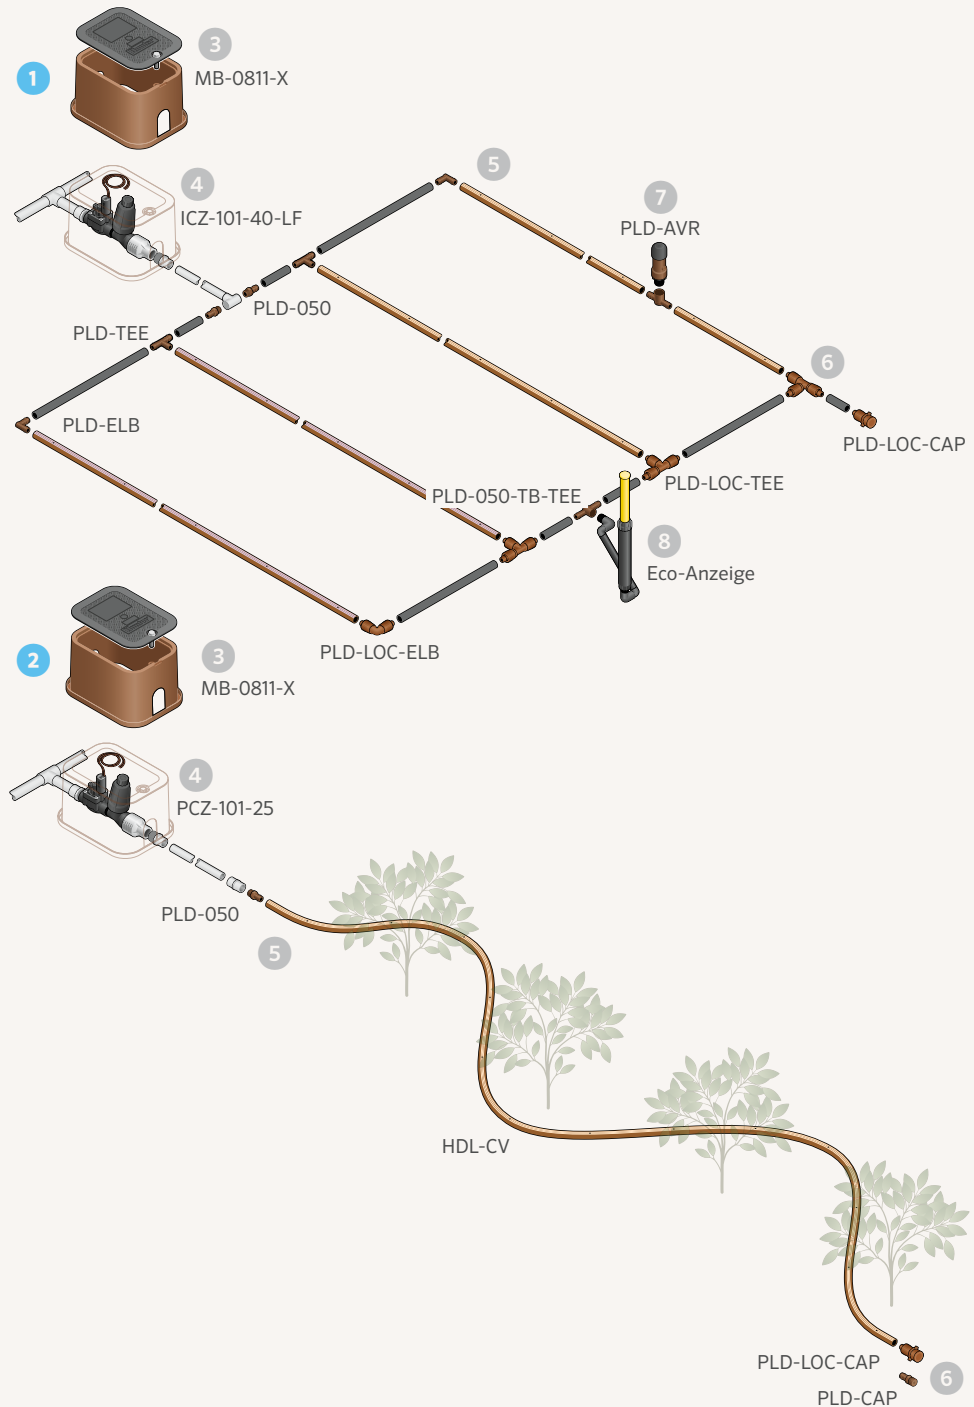 1
3
MB-0811-X
4
ICZ-101-40-LF
5
7
PLD-AVR
PLD-050
PLD-TEE
6
PLD-ELB
PLD-LOC-CAP
PLD-LOC-TEE
PLD-050-TB-TEE
8
Eco-Anzeige
PLD-LOC-ELB
2
3
MB-0811-X
4
PCZ-101-25
PLD-050
5
HDL-CV
PLD-LOC-CAP
6
PLD-CAP